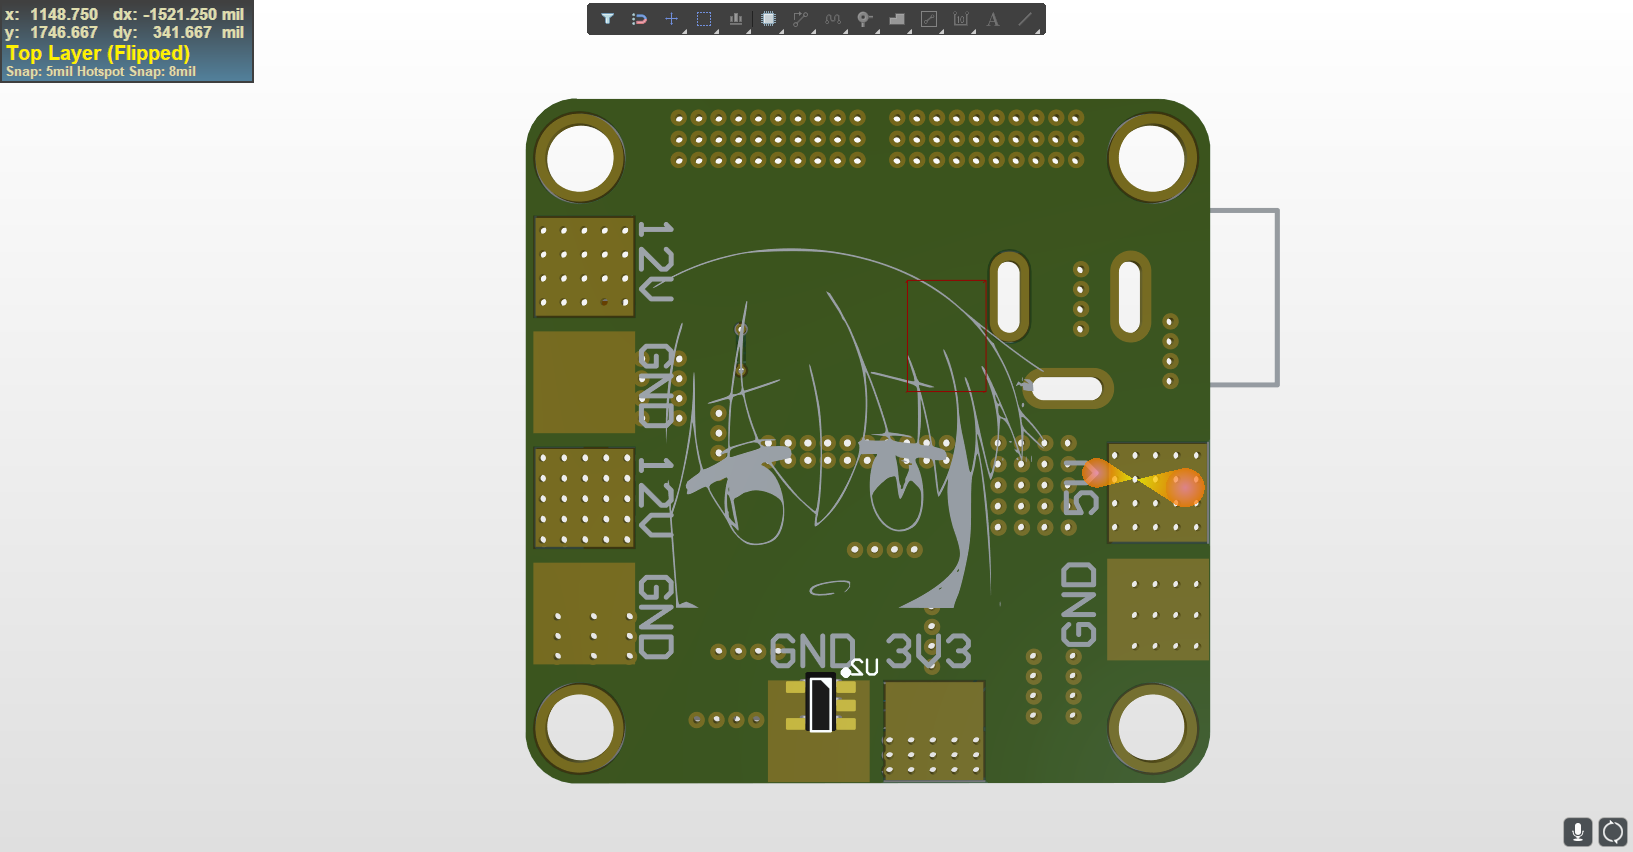 x: 1148.750 dx: -1521.250 mil
y: 1746.667 dy: 341.667 mil
Top Layer (Flipped)
Snap: 5mil Hotspot Snap: 8mil
12V
GND
12V
GND
5V
GND
GND 3V3
U2